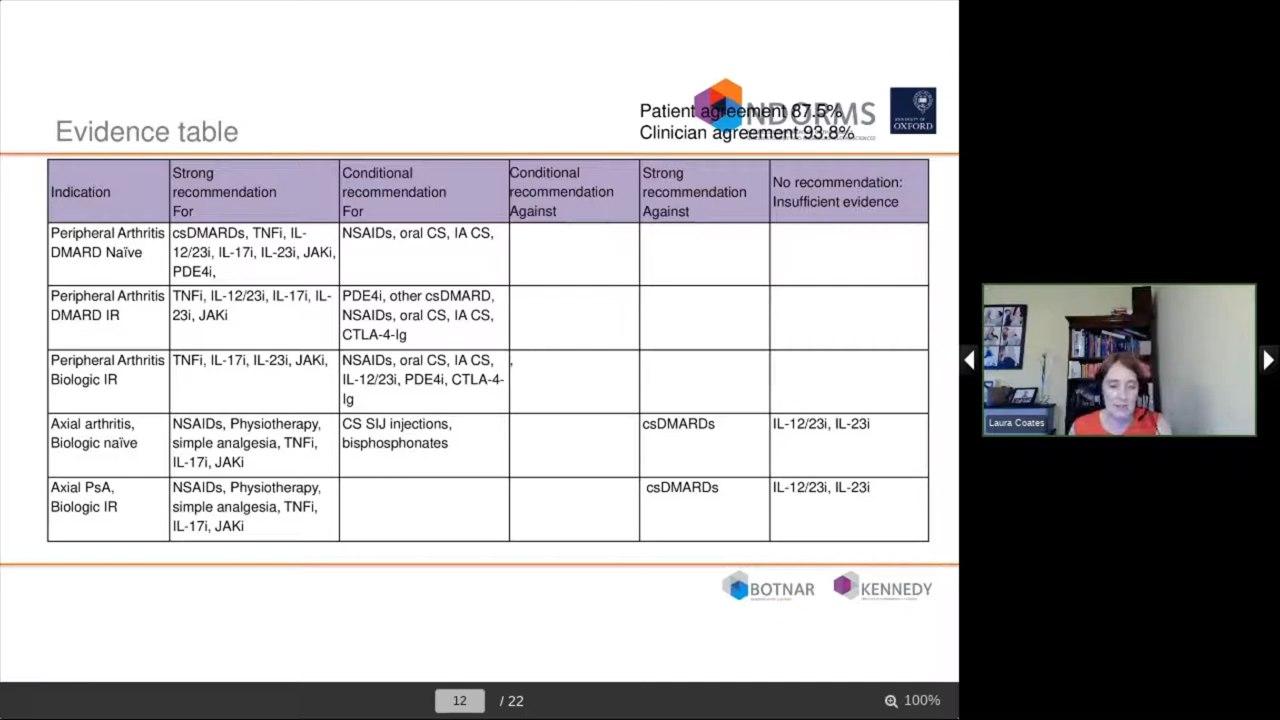 Patient agreement 87.5%
Clinician agreement 93.8%
NDORMS
UNIVERSITY OF
OXFORD
Evidence table
Indication
Strong
recommendation
For
Conditional
recommendation
For
Conditional
recommendation
Against
Strong
recommendation
Against
No recommendation:
Insufficient evidence
Peripheral Arthritis
DMARD Naïve
csDMARDs, TNFi, IL-
12/23i, IL-17i, IL-23i, JAKi,
PDE4i,
NSAIDs, oral CS, IA CS,
Peripheral Arthritis
DMARD IR
TNFi, IL-12/23i, IL-17i, IL-
23i, JAKi
PDE4i, other csDMARD,
NSAIDs, oral CS, IA CS,
CTLA-4-Ig
Peripheral Arthritis
Biologic IR
TNFi, IL-17i, IL-23i, JAKi,
NSAIDs, oral CS, IA CS,
IL-12/23i, PDE4i, CTLA-4-
Ig
,
Axial arthritis,
Biologic naïve
NSAIDs, Physiotherapy,
simple analgesia, TNFi,
IL-17i, JAKi
CS SIJ injections,
bisphosphonates
csDMARDs
IL-12/23i, IL-23i
Axial PsA,
Biologic IR
NSAIDs, Physiotherapy,
simple analgesia, TNFi,
IL-17i, JAKi
csDMARDs
IL-12/23i, IL-23i
BOTNAR
KENNEDY
Laura Coates
12 / 22
100%